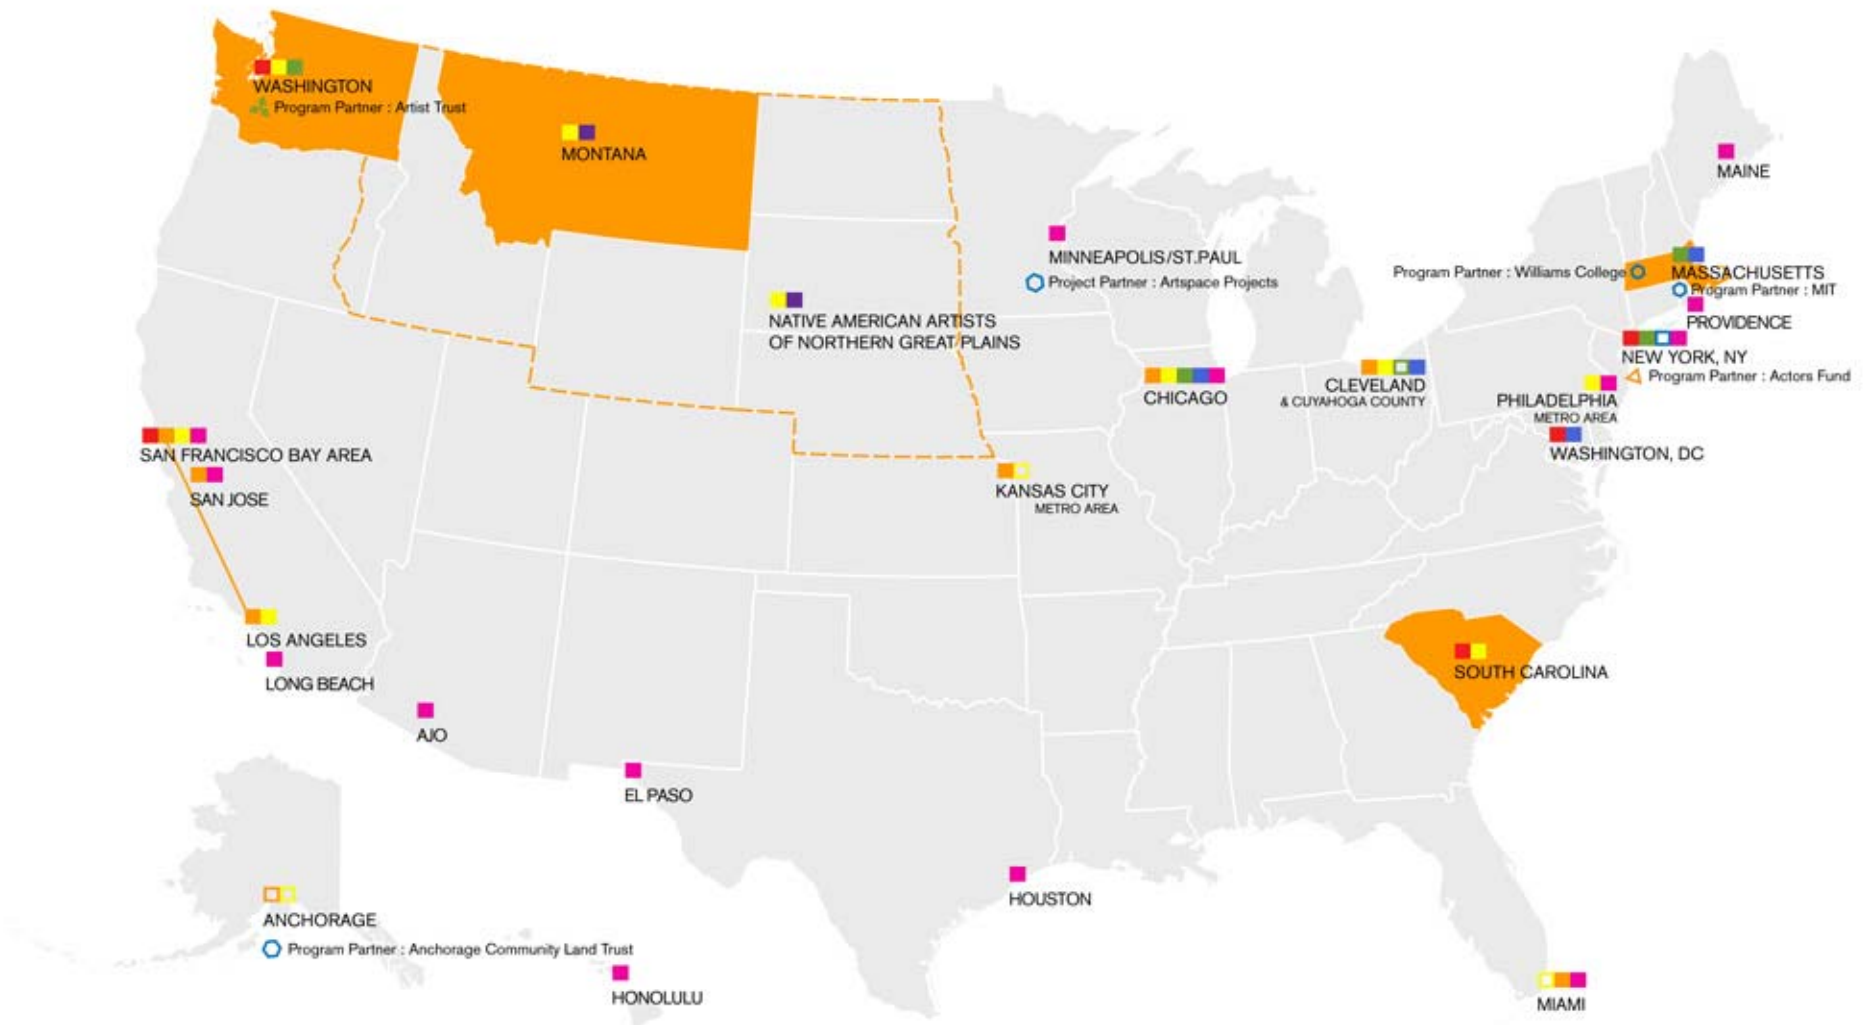 WASHINGTON
Program Partner : Artist Trust
MONTANA
MAINE
MINNEAPOLIS/ST.PAUL
Project Partner : Artspace Projects
Program Partner : Williams College
MASSACHUSETTS
Program Partner : MIT
PROVIDENCE
NATIVE AMERICAN ARTISTS
OF NORTHERN GREAT PLAINS
NEW YORK, NY
Program Partner : Actors Fund
CHICAGO
CLEVELAND
& CUYAHOGA COUNTY
PHILADELPHIA
METRO AREA
WASHINGTON, DC
SAN FRANCISCO BAY AREA
SAN JOSE
KANSAS CITY
METRO AREA
LOS ANGELES
LONG BEACH
SOUTH CAROLINA
AJO
EL PASO
HOUSTON
ANCHORAGE
Program Partner : Anchorage Community Land Trust
HONOLULU
MIAMI